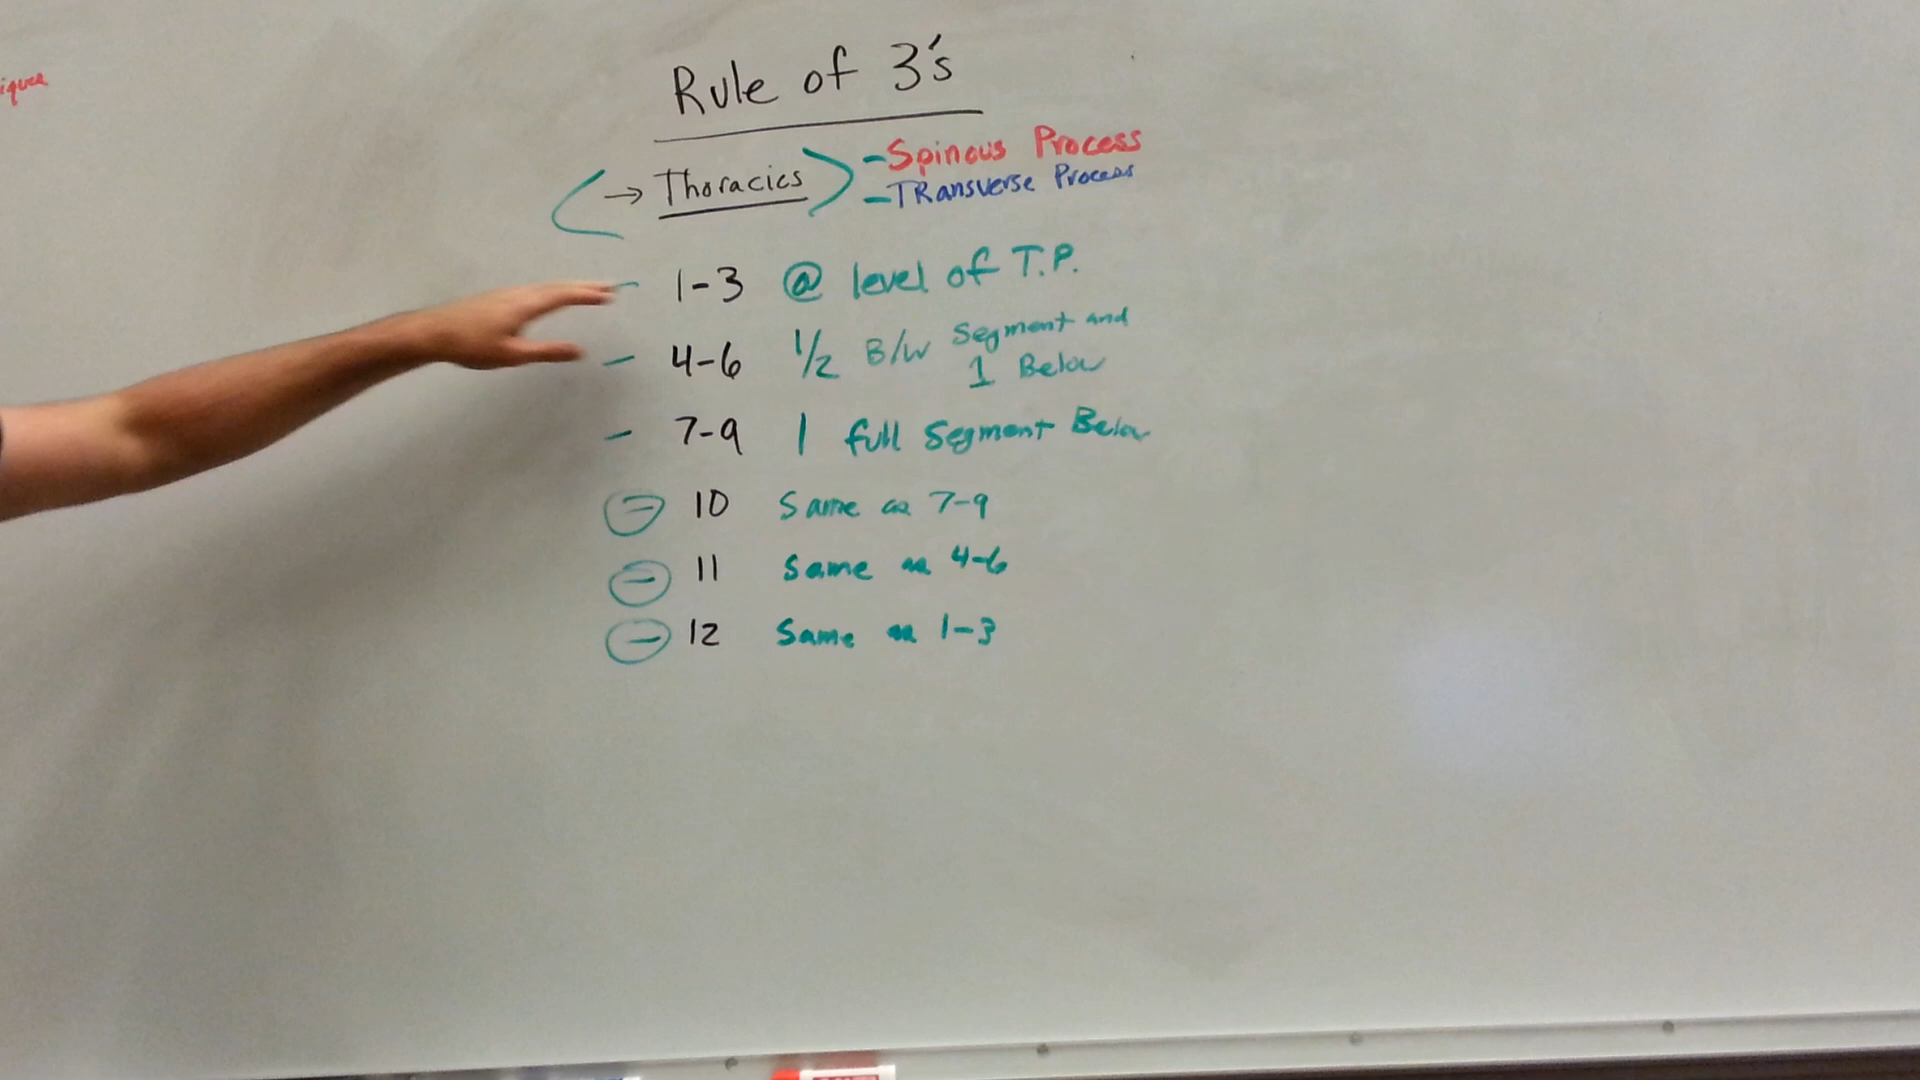 iques
Rule of 3's
→ Thoracics
-Spinous Process
-TRansverse Process
- 1-3 @ level of T.P.
- 4-6 1/2 B/W Segment and
1 Below
- 7-9 1 full Segment Below
- 10 Same as 7-9
- 11 Same as 4-6
- 12 Same as 1-3